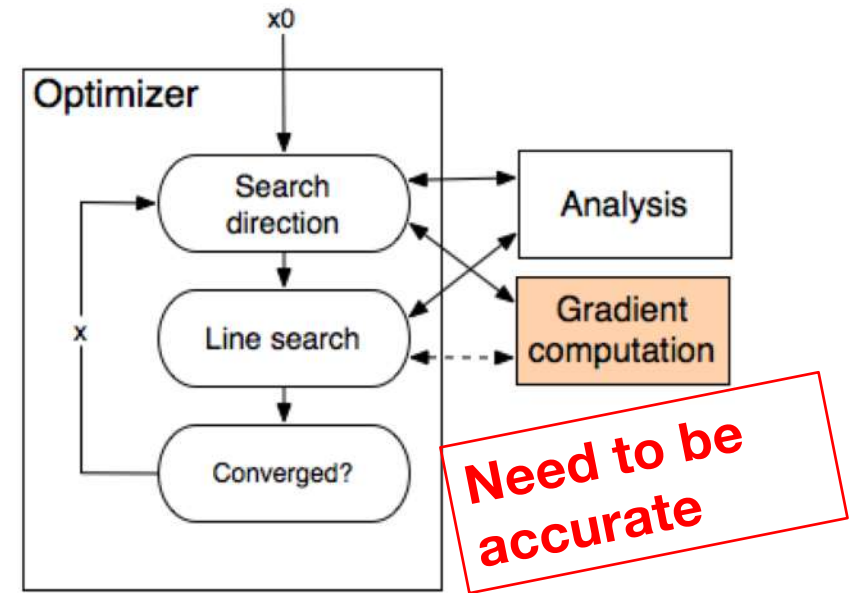 x0
Optimizer
Search
direction
Analysis
Gradient
computation
Line search
x
Converged?
Need to be
accurate